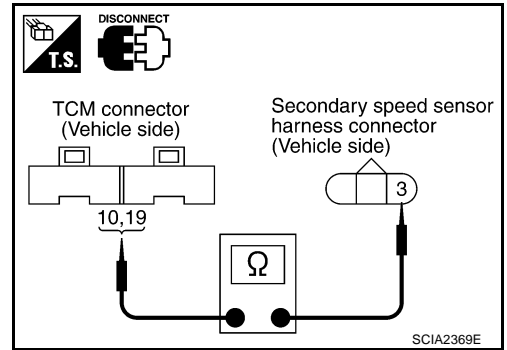 DISCONNECT
T.S.
TCM connector
(Vehicle side)
Secondary speed sensor
harness connector
(Vehicle side)
3
10,19
Ω
SCIA2369E